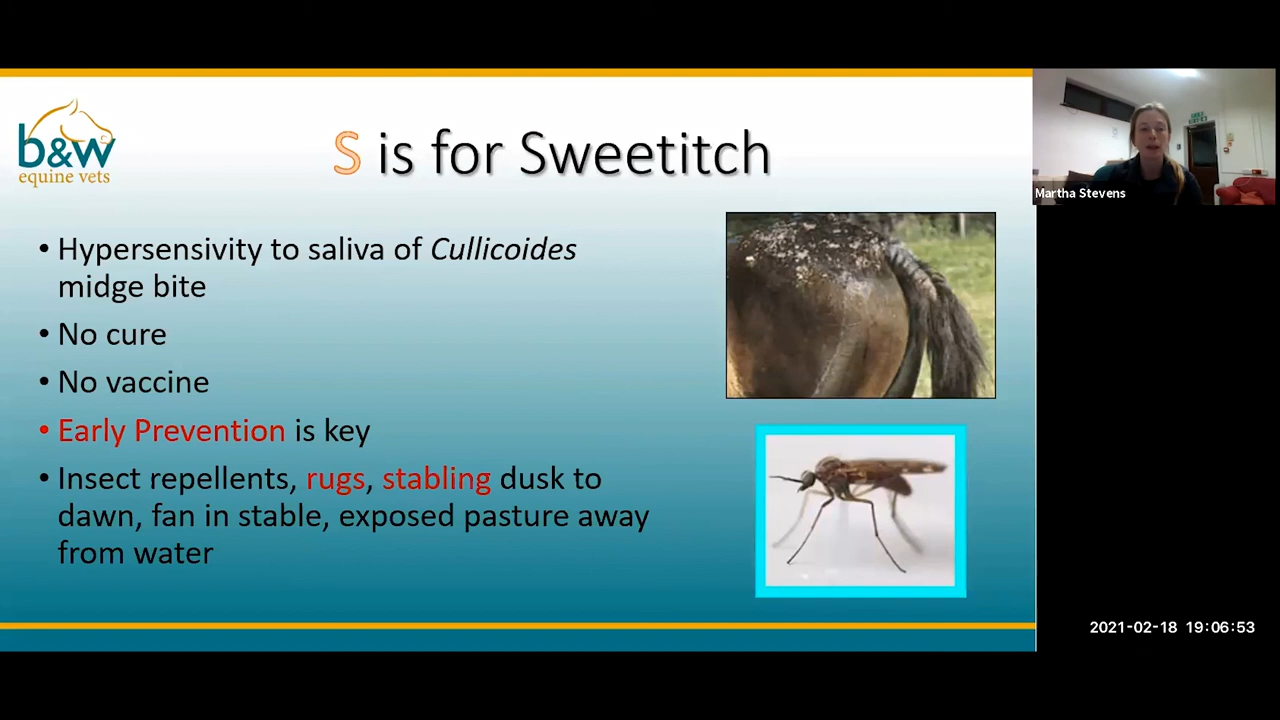 b&w
equine vets
S is for Sweetitch
• Hypersensivity to saliva of Cullicoides
midge bite
• No cure
• No vaccine
• Early Prevention is key
• Insect repellents, rugs, stabling dusk to
dawn, fan in stable, exposed pasture away
from water
Martha Stevens
2021-02-18 19:06:53